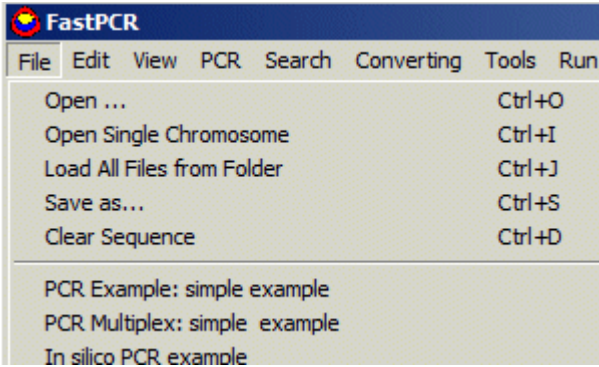 FastPCR
File Edit View PCR Search Converting Tools Run
Open ... Ctrl+O
Open Single Chromosome Ctrl+I
Load All Files from Folder Ctrl+J
Save as... Ctrl+S
Clear Sequence Ctrl+D
PCR Example: simple example
PCR Multiplex: simple example
In silico PCR example